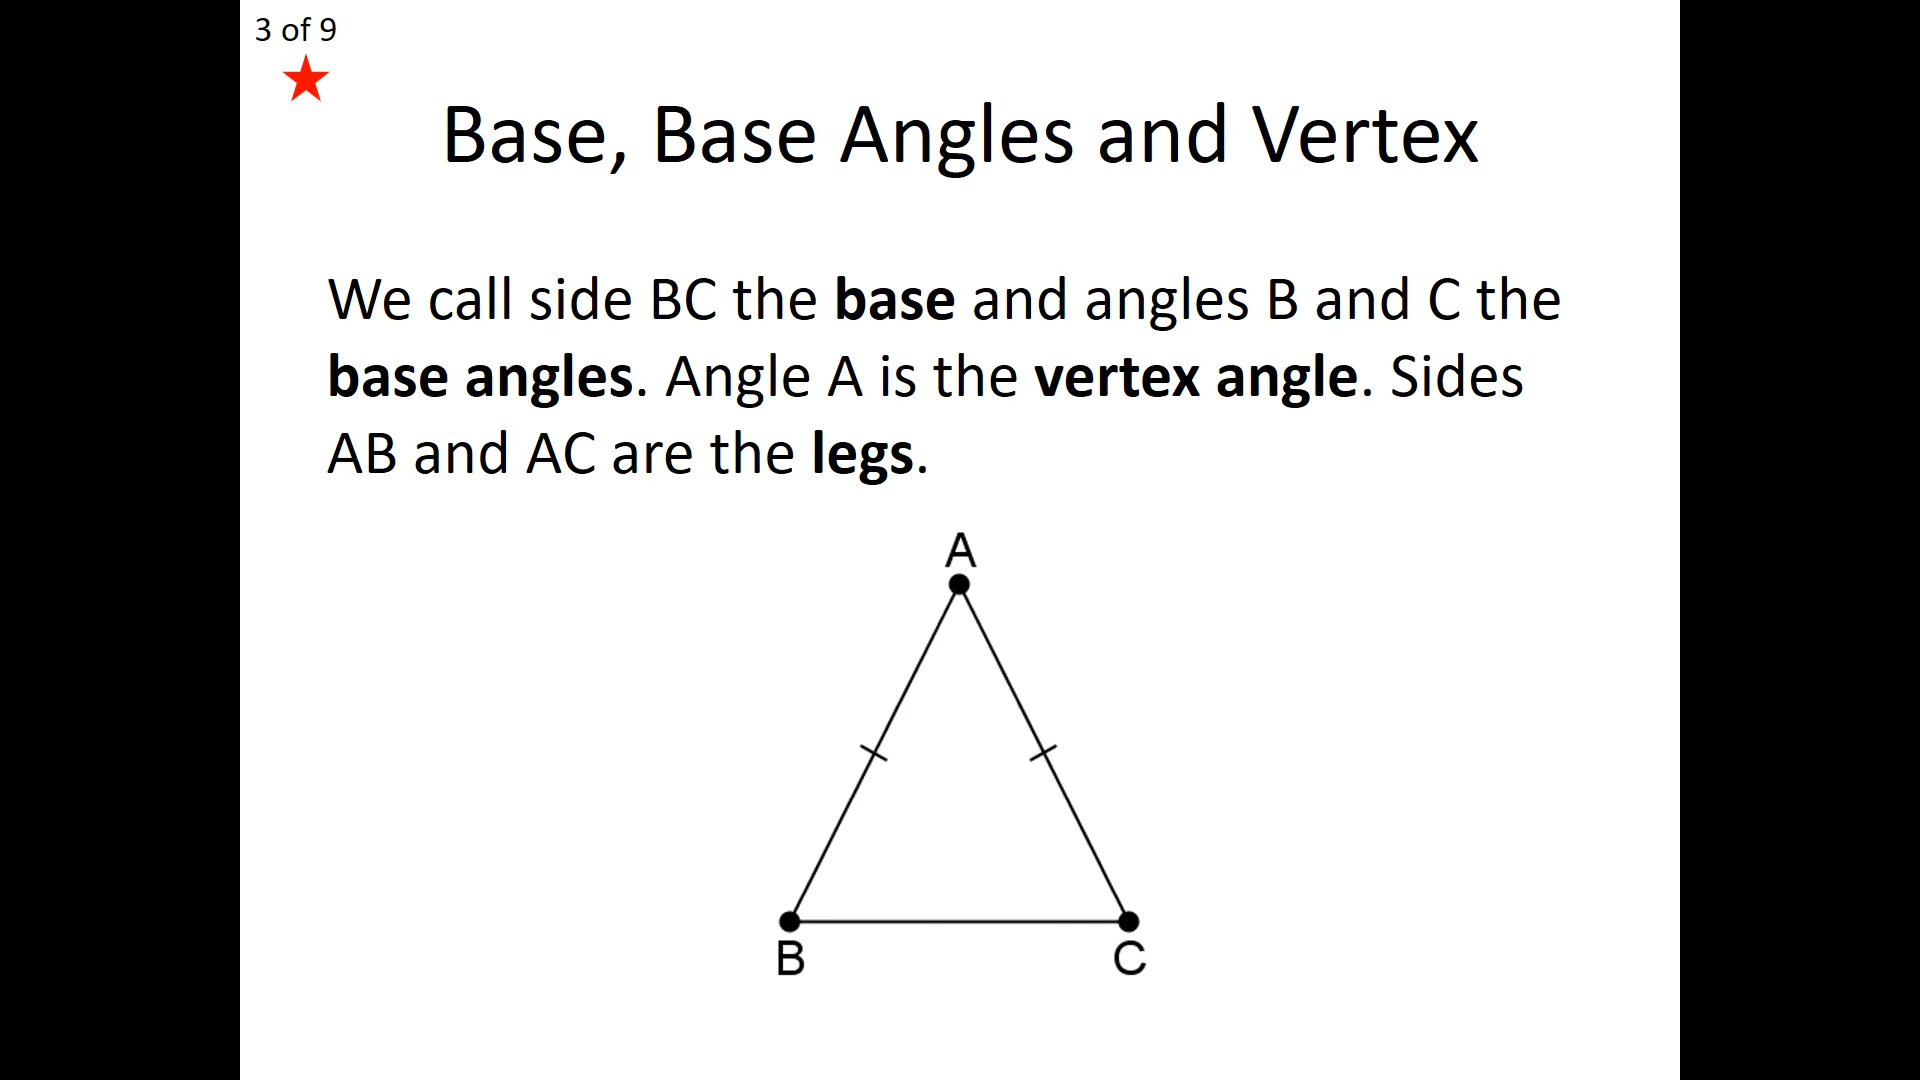 3 of 9
Base, Base Angles and Vertex
We call side BC the base and angles B and C the
base angles. Angle A is the vertex angle. Sides
AB and AC are the legs.
A
B
C